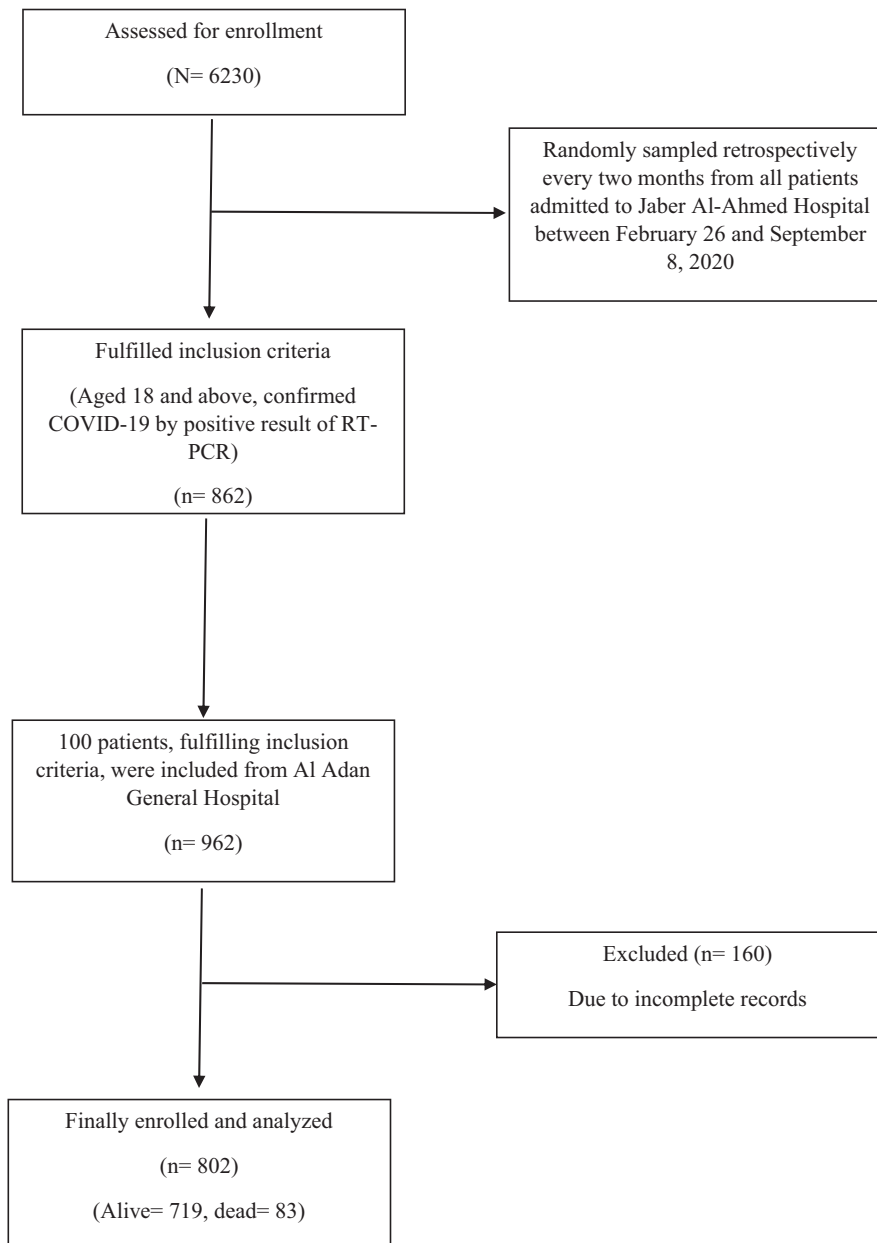 Assessed for enrollment
(N= 6230)
Randomly sampled retrospectively
every two months from all patients
admitted to Jaber Al-Ahmed Hospital
between February 26 and September
8, 2020
Fulfilled inclusion criteria
(Aged 18 and above, confirmed
COVID-19 by positive result of RT-
PCR)
(n= 862)
100 patients, fulfilling inclusion
criteria, were included from Al Adan
General Hospital
(n= 962)
Excluded (n= 160)
Due to incomplete records
Finally enrolled and analyzed
(n= 802)
(Alive= 719, dead= 83)